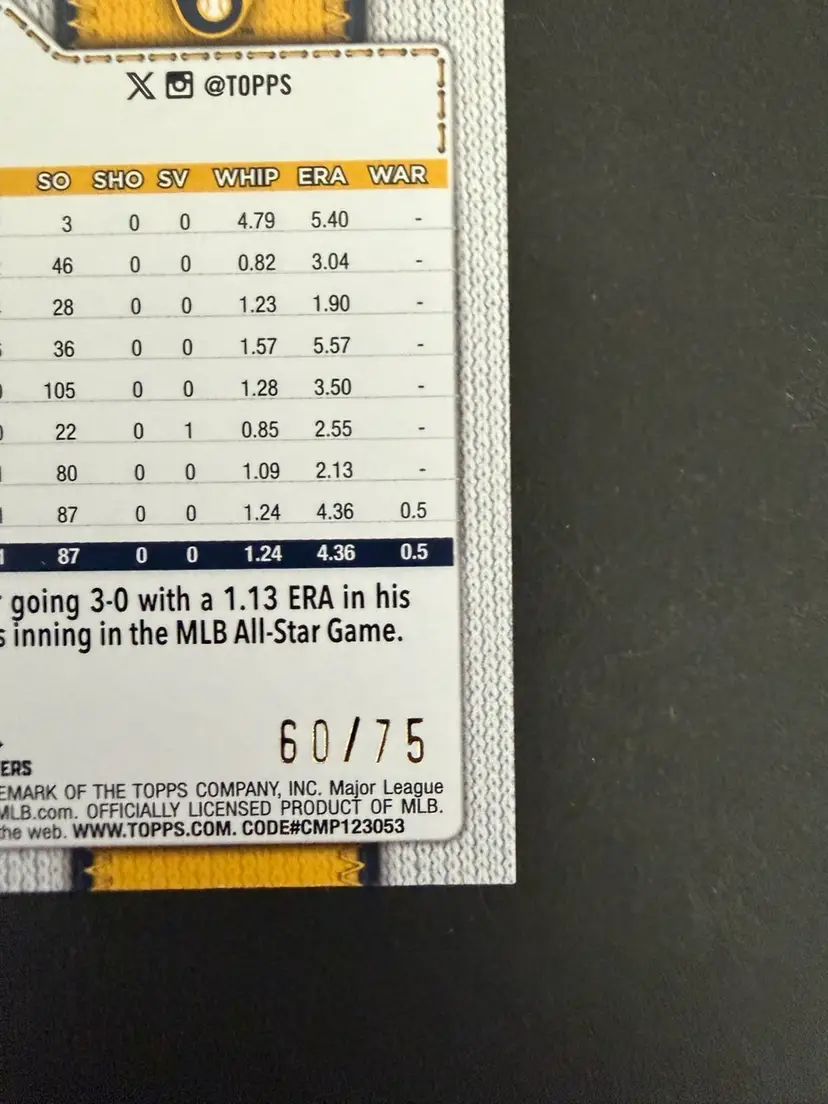 X @TOPPS
SO SHO SV WHIP ERA WAR
3 0 0 4.79 5.40 -
46 0 0 0.82 3.04 -
28 0 0 1.23 1.90 -
36 0 0 1.57 5.57 -
105 0 0 1.28 3.50 -
22 0 1 0.85 2.55 -
80 0 0 1.09 2.13 -
87 0 0 1.24 4.36 0.5
87 0 0 1.24 4.36 0.5
going 3-0 with a 1.13 ERA in his
inning in the MLB All-Star Game.
60/75
ERS
EMARK OF THE TOPPS COMPANY, INC. Major League
MLB.com. OFFICIALLY LICENSED PRODUCT OF MLB.
the web. WWW.TOPPS.COM. CODE#CMP123053